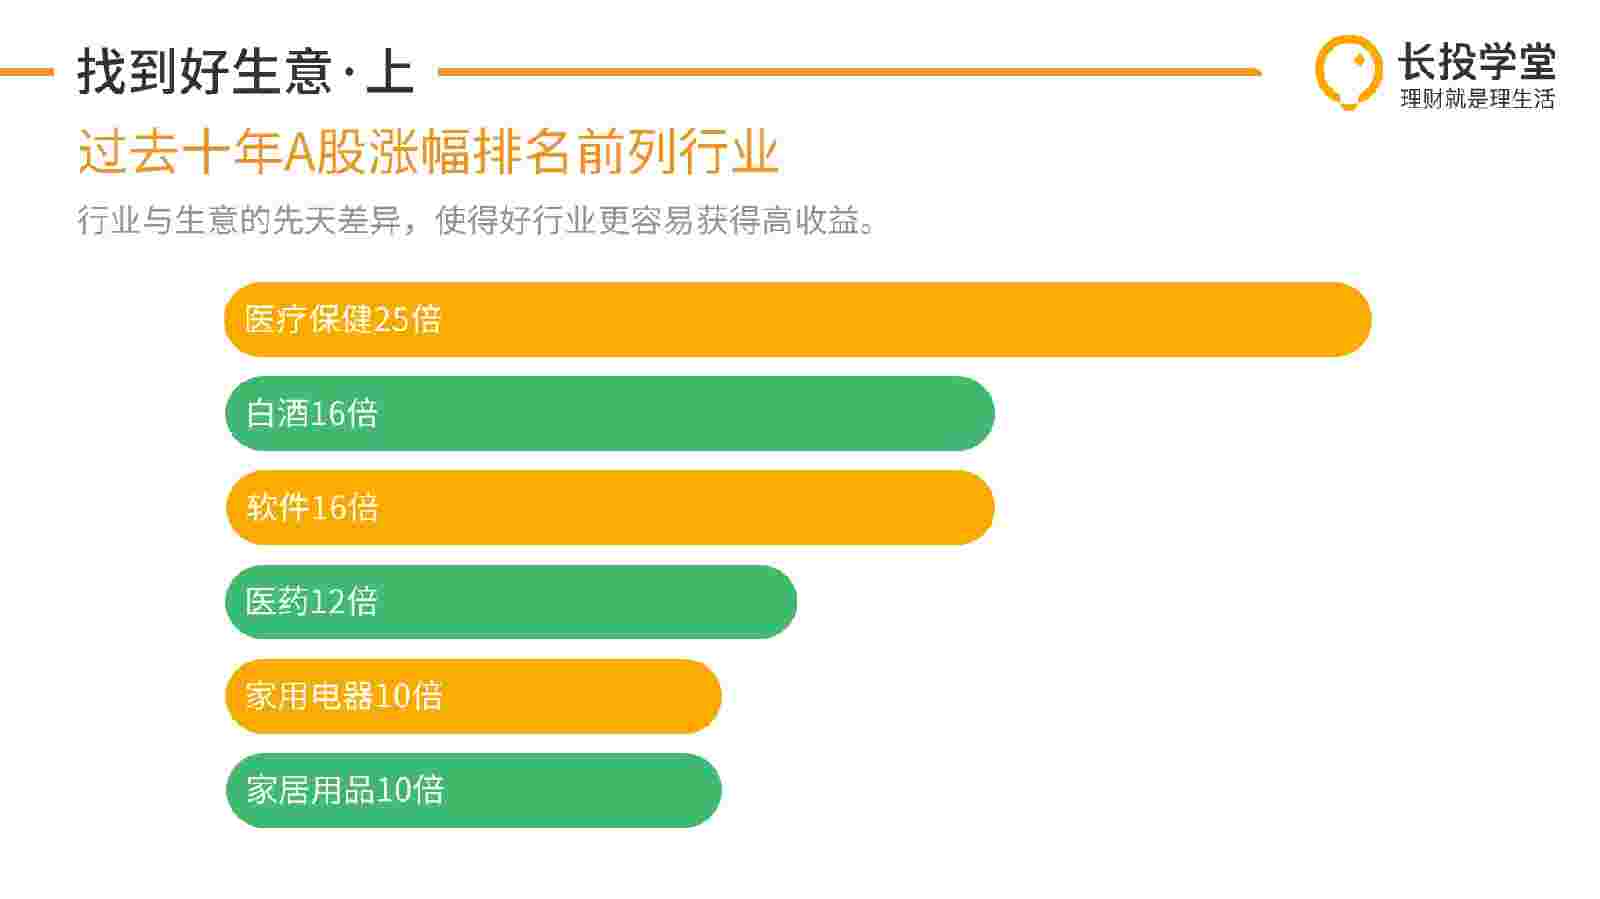 找到好生意·上
长投学堂
理财就是理生活
过去十年A股涨幅排名前列行业
行业与生意的先天差异，使得好行业更容易获得高收益。
医疗保健25倍
白酒16倍
软件16倍
医药12倍
家用电器10倍
家居用品10倍